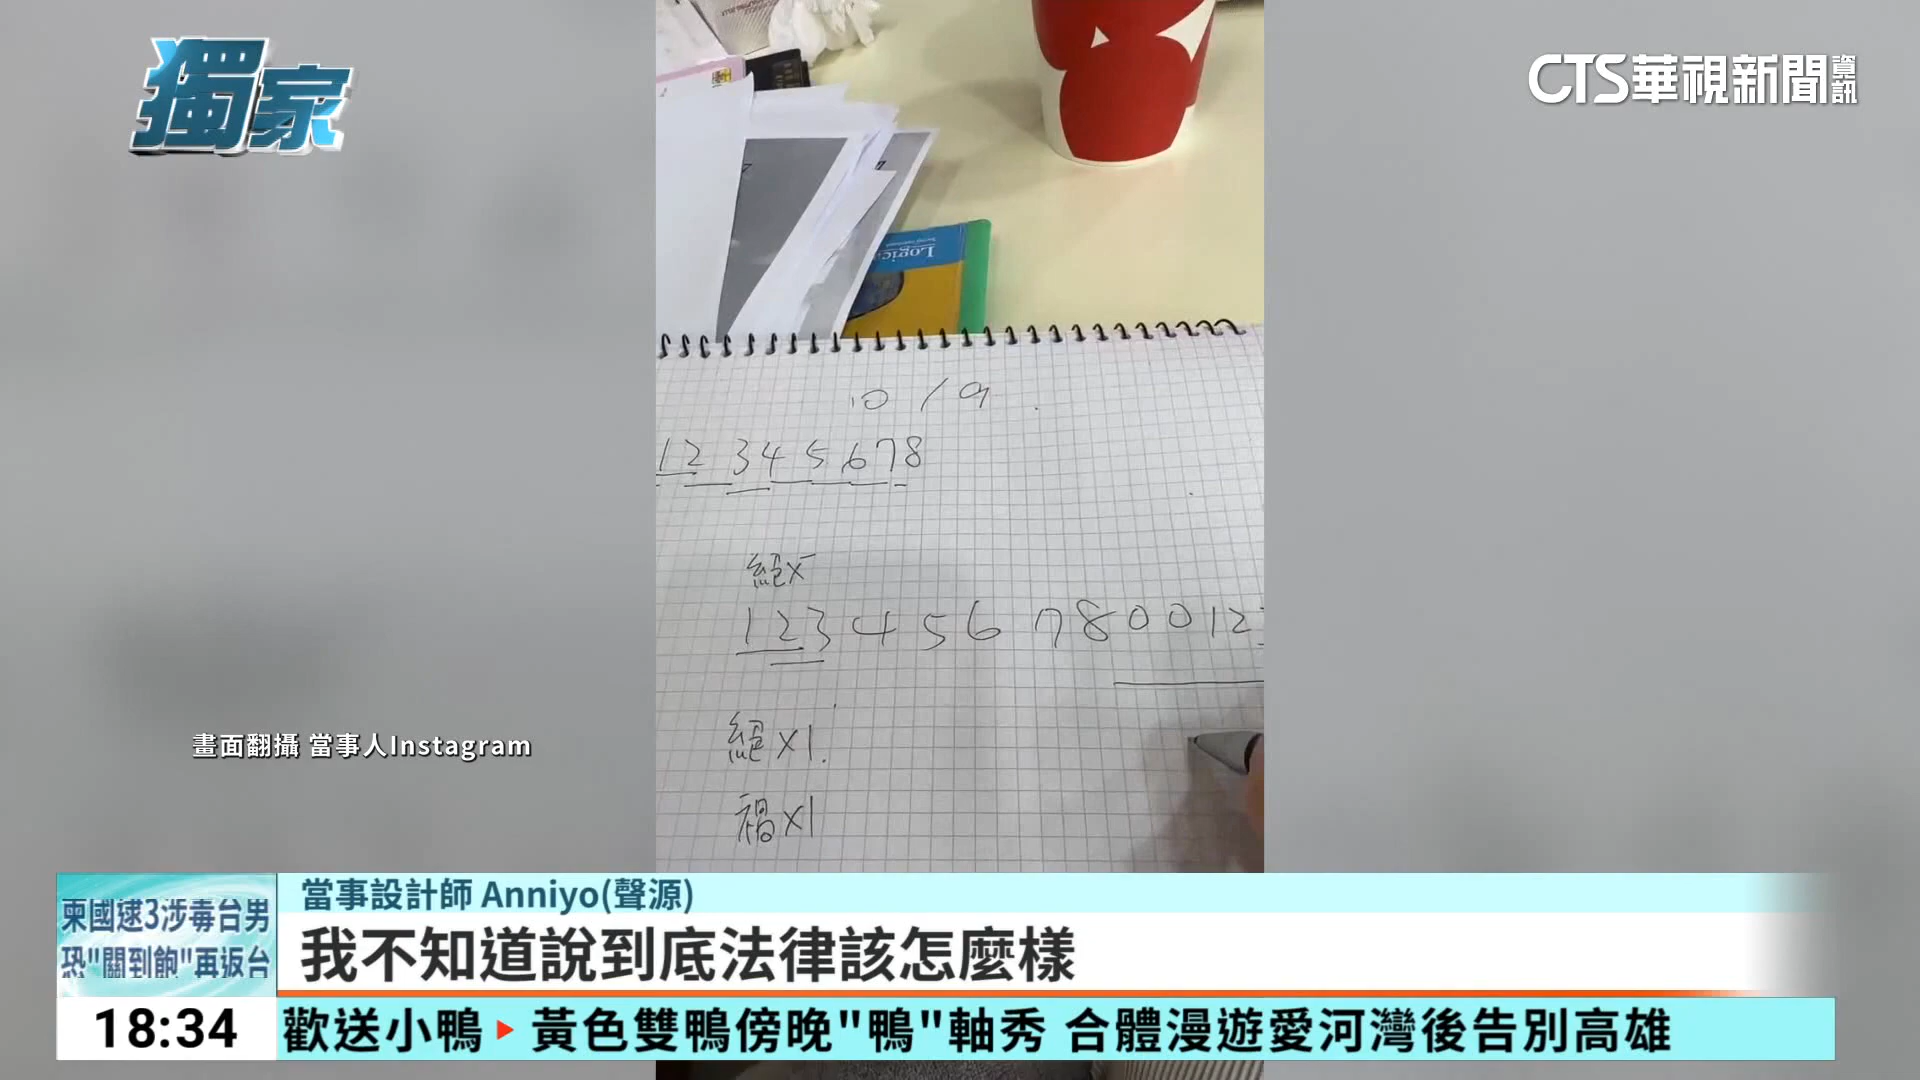 獨家
CTS華視新聞資訊
Logic
10/9
12 34 5678
絕x5
1234567800123
絕x1.
禍x1
畫面翻攝 當事人Instagram
當事設計師 Anniyo(聲源)
我不知道說到底法律該怎麼樣
柬國逮3涉毒台男
恐"關到飽"再返台
18:34
歡送小鴨▶黃色雙鴨傍晚"鴨"軸秀 合體漫遊愛河灣後告別高雄